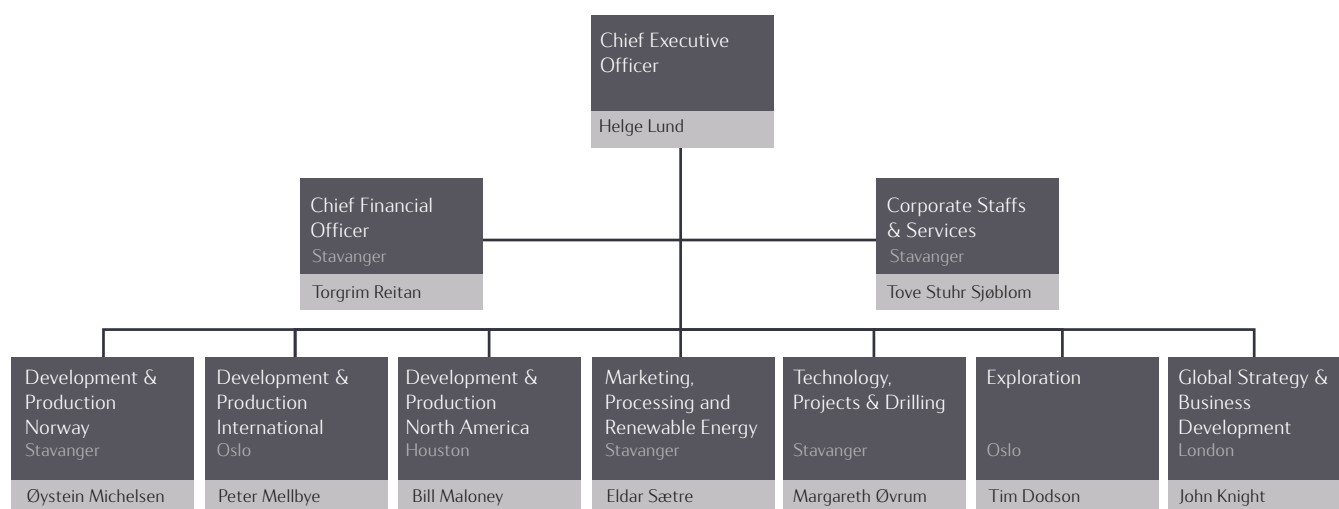 Chief Executive
Officer
Helge Lund
Chief Financial
Officer
Stavanger
Torgrim Reitan
Corporate Staffs
& Services
Stavanger
Tove Stuhr Sjøblom
Development &
Production
Norway
Stavanger
Øystein Michelsen
Development &
Production
International
Oslo
Peter Mellbye
Development &
Production
North America
Houston
Bill Maloney
Marketing,
Processing and
Renewable Energy
Stavanger
Eldar Sætre
Technology,
Projects & Drilling
Stavanger
Margareth Øvrum
Exploration
Oslo
Tim Dodson
Global Strategy &
Business
Development
London
John Knight